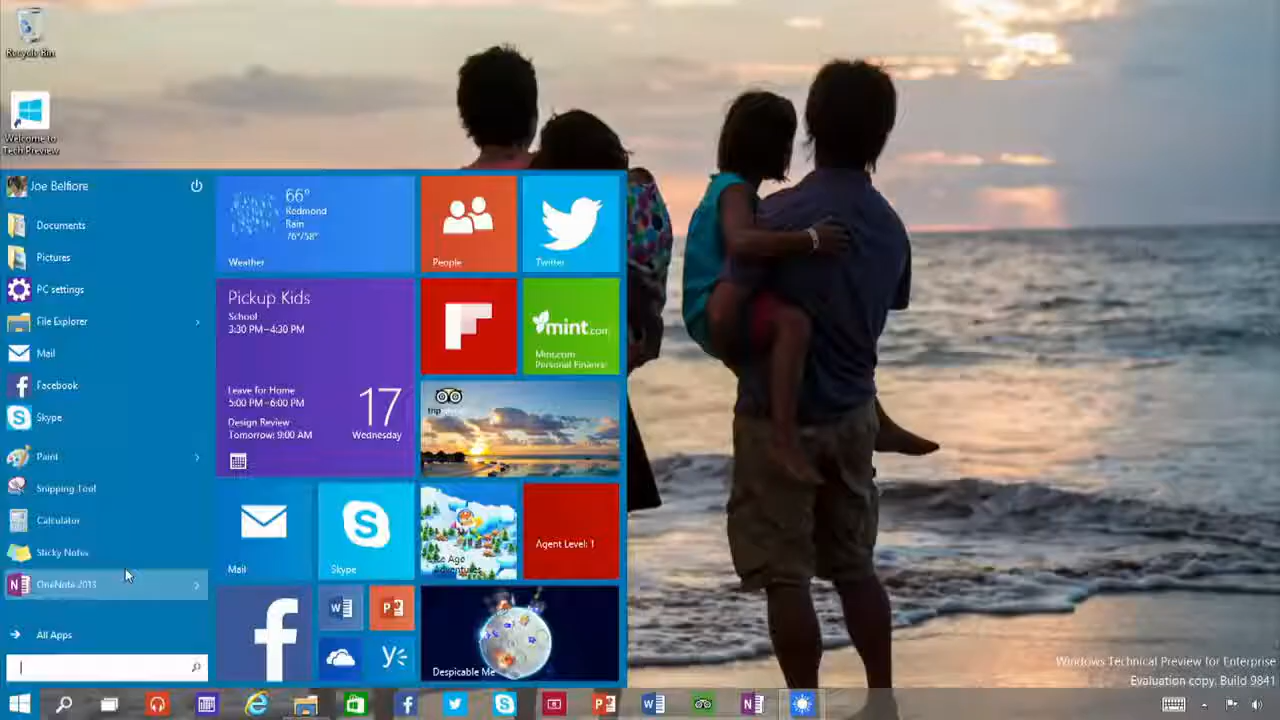 Recycle Bin
Welcome to
Tech Preview
Joe Belfiore
Documents
Pictures
PC settings
File Explorer
Mail
Facebook
Skype
Paint
Snipping Tool
Calculator
Sticky Notes
OneNote 2013
All Apps
66°
Redmond
Rain
76°/58°
Weather
People
Twitter
Pickup Kids
School
3:30 PM–4:30 PM
Leave for Home
5:00 PM–6:00 PM
Design Review
Tomorrow: 9:00 AM
17
Wednesday
mint.com
Mint.com
Personal Finance
Mail
Skype
Ice Age
Adventures
Agent Level: 1
Despicable Me
Windows Technical Preview for Enterprise
Evaluation copy. Build 9841